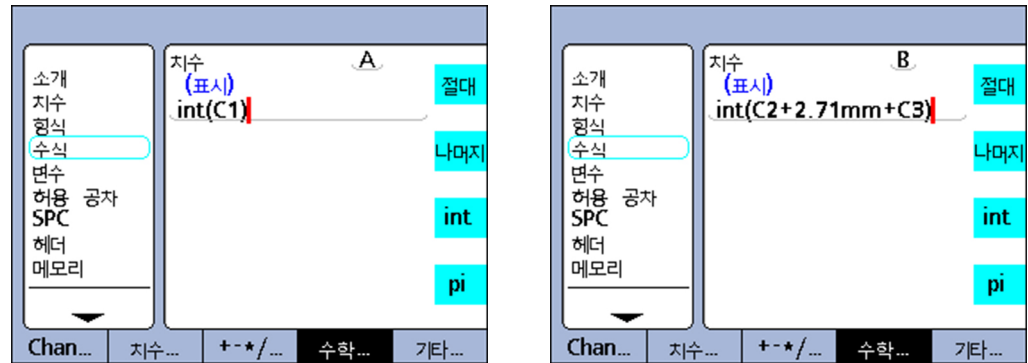 소개
치수
형식
수식
변수
허용 공차
SPC
헤더
메모리
치수 A
(표시)
int(C1)
절대
나머지
int
pi
Chan... 치수... +-*/... 수학... 기타...
소개
치수
형식
수식
변수
허용 공차
SPC
헤더
메모리
치수 B
(표시)
int(C2+2.71mm+C3)
절대
나머지
int
pi
Chan... 치수... +-*/... 수학... 기타...